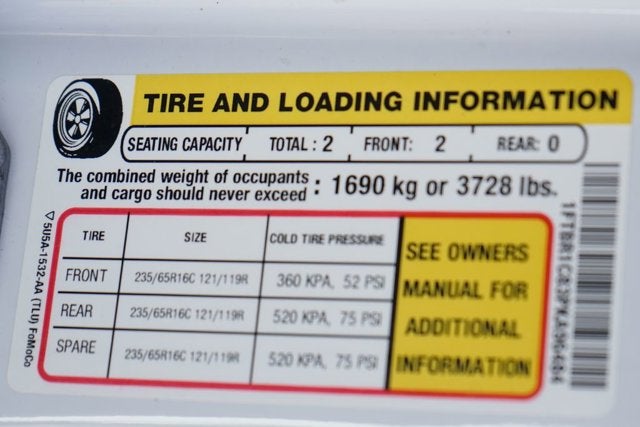 TIRE AND LOADING INFORMATION
SEATING CAPACITY TOTAL : 2 FRONT: 2 REAR: 0
The combined weight of occupants and cargo should never exceed : 1690 kg or 3728 lbs.
TIRE SIZE COLD TIRE PRESSURE
FRONT 235/65R16C 121/119R 360 KPA, 52 PSI
REAR 235/65R16C 121/119R 520 KPA, 75 PSI
SPARE 235/65R16C 121/119R 520 KPA, 75 PSI
SEE OWNERS
MANUAL FOR
ADDITIONAL
INFORMATION
5U5A-1532-AA (TLU) FoMoCo